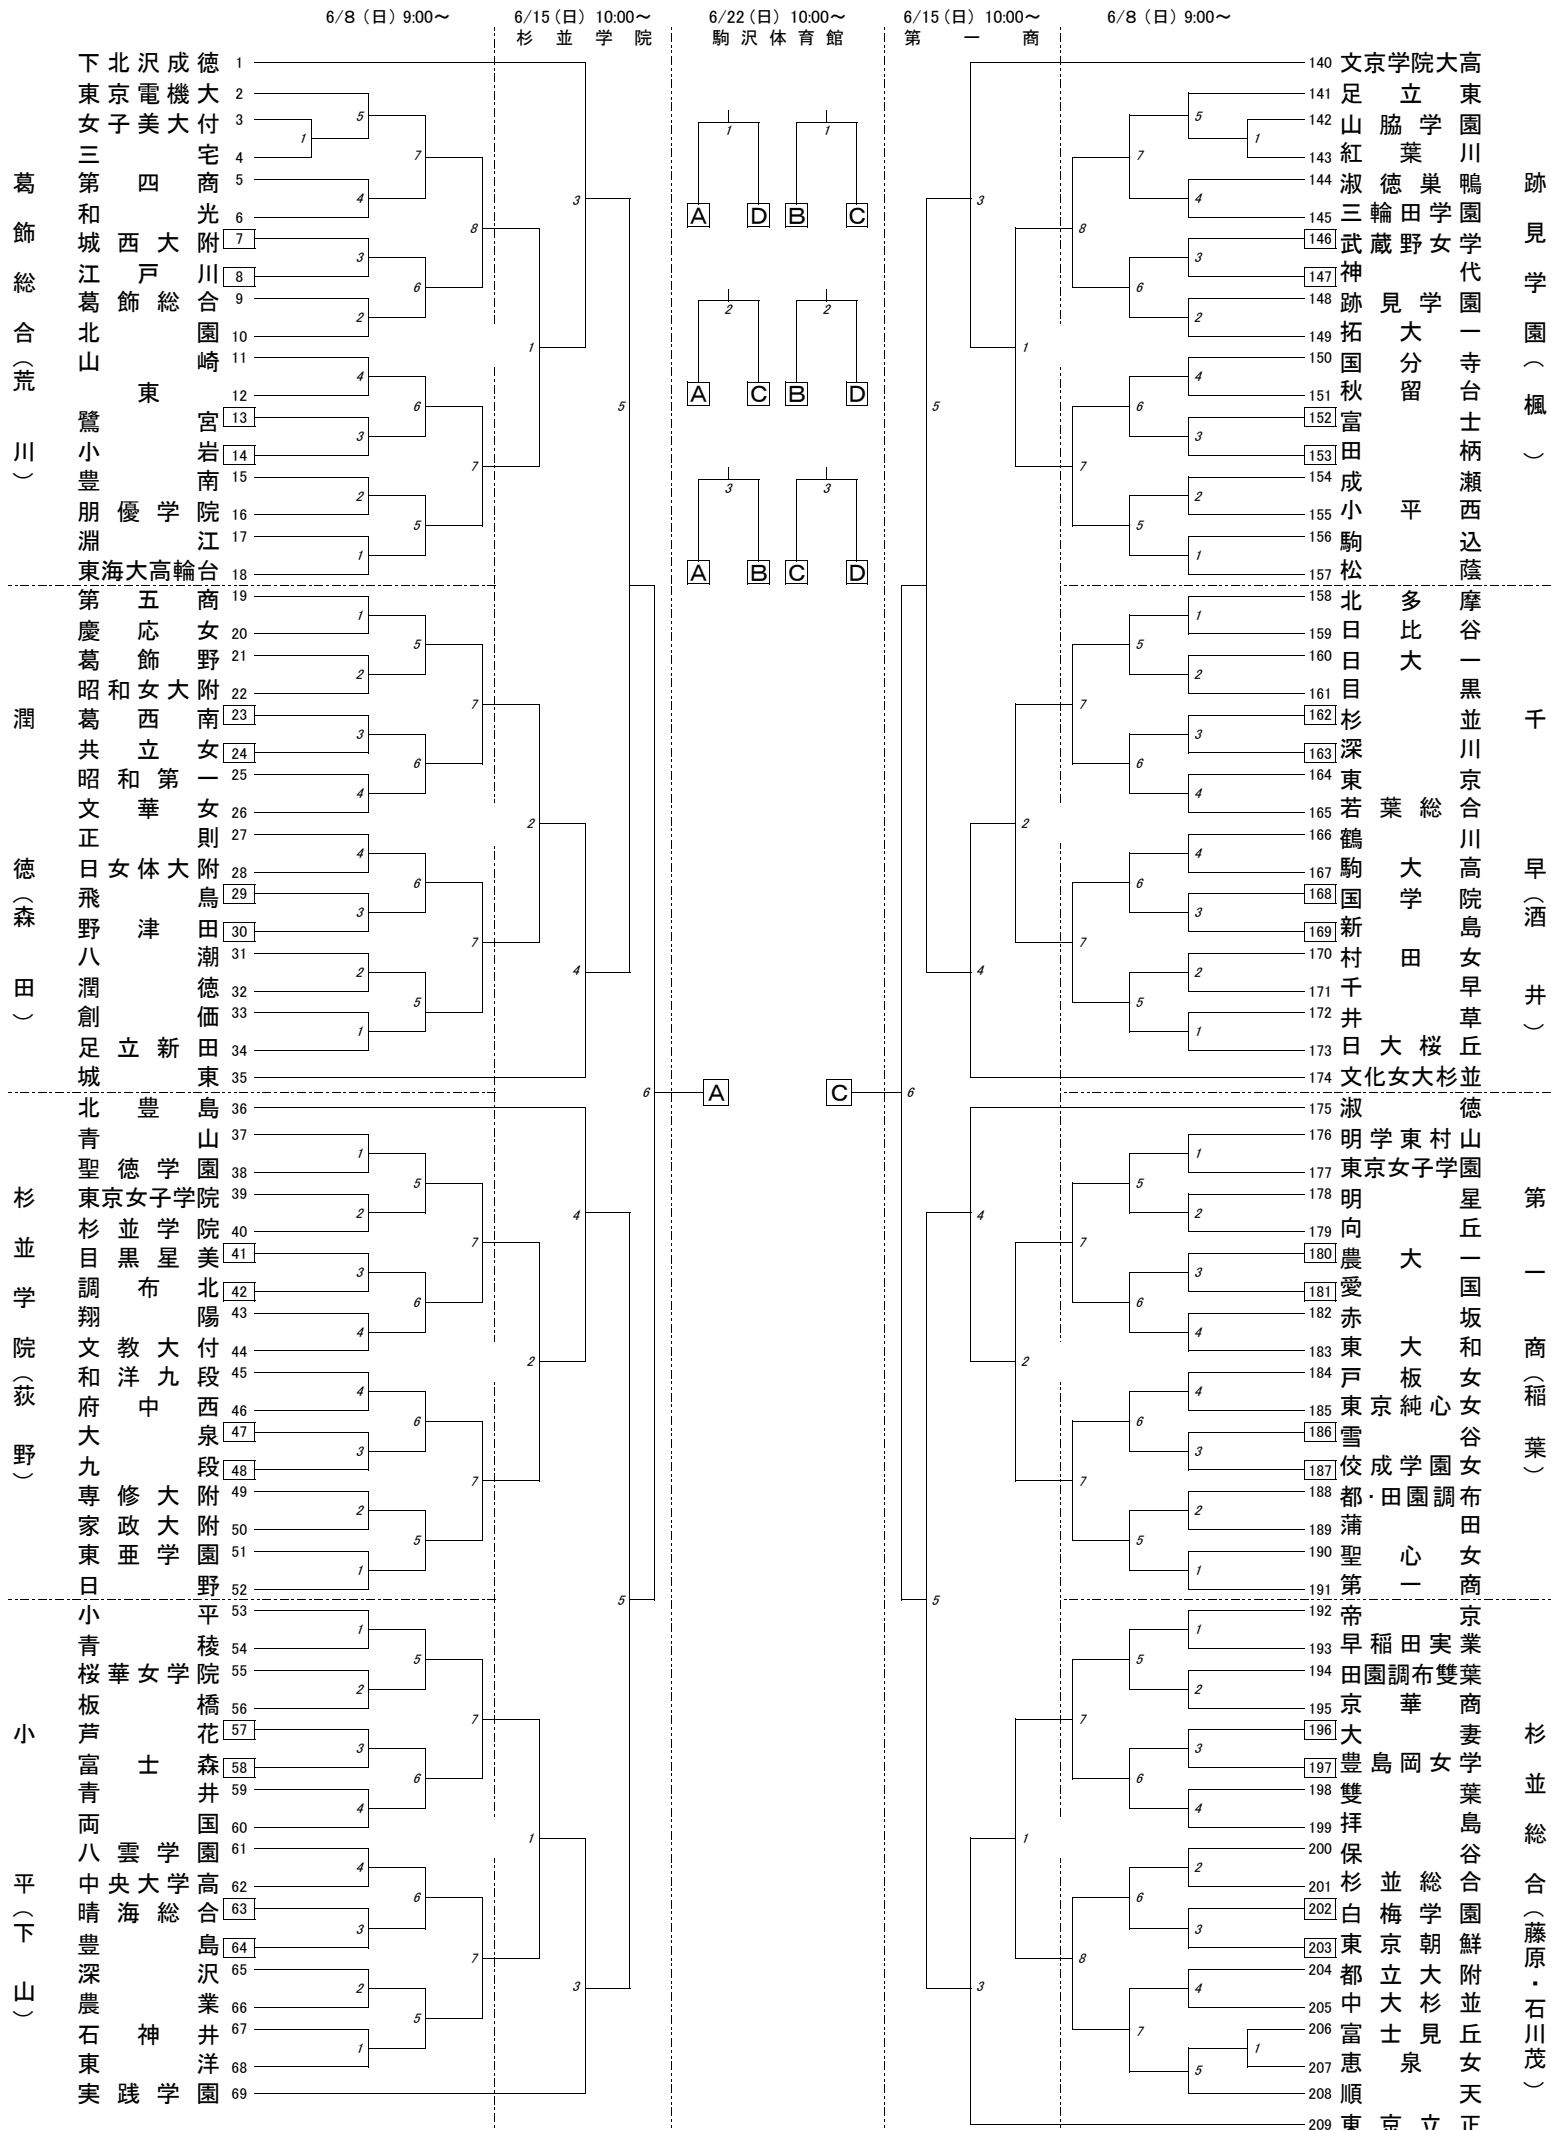 6/8（日）9:00～ 6/15（日）10:00～ 6/22（日）10:00～ 6/15（日）10:00～ 6/8（日）9:00～
杉並学院 駒沢体育館 第一商
葛飾総合（荒川）
下北沢成徳 1
東京電機大 2
女子美大付 3
三宅 4
第四商 5
和光 6
城西大附 7
江戸川 8
葛飾総合 9
北園 10
山崎 11
東 12
鷺宮 13
小岩 14
豊南 15
朋優学院 16
淵江 17
東海大高輪台 18
潤徳（森田）
第五商 19
慶応女 20
葛飾野 21
昭和女大附 22
葛西南 23
共立女 24
昭和第一 25
文華女 26
正則 27
日女体大附 28
飛鳥 29
野津田 30
八潮 31
潤徳 32
創価 33
足立新田 34
城東 35
杉並学院（荻野）
北豊島 36
青山 37
聖徳学園 38
東京女子学院 39
杉並学院 40
目黒星美 41
調布北 42
翔陽 43
文教大付 44
和洋九段 45
府中西 46
大泉 47
九段 48
専修大附 49
家政大附 50
東亜学園 51
日野 52
小平（下山）
小平 53
青稜 54
桜華女学院 55
板橋 56
芦花 57
富士森 58
青井 59
両国 60
八雲学園 61
中央大学高 62
晴海総合 63
豊島 64
深沢 65
農業 66
石神井 67
東洋 68
実践学園 69
1 1
A D B C
2 2
A C B D
3 3
A B C D
A C
140 文京学院大高
141 足立東
142 山脇学園
143 紅葉川
144 淑徳巣鴨
145 三輪田学園
146 武蔵野女学
147 神代
148 跡見学園
149 拓大一
150 国分寺
151 秋留台
152 富士
153 田柄
154 成瀬
155 小平西
156 駒込
157 松蔭
跡見学園（楓）
158 北多摩
159 日比谷
160 日大一
161 目黒
162 杉並
163 深川
164 東京
165 若葉総合
166 鶴川
167 駒大高
168 国学院
169 新島
170 村田女
171 千早
172 井草
173 日大桜丘
174 文化女大杉並
千早（酒井）
175 淑徳
176 明学東村山
177 東京女子学園
178 明星
179 向丘
180 農大一
181 愛国
182 赤坂
183 東大和
184 戸板女
185 東京純心女
186 雪谷
187 佼成学園女
188 都・田園調布
189 蒲田
190 聖心女
191 第一商
第一商（稲葉）
192 帝京
193 早稲田実業
194 田園調布雙葉
195 京華商
196 大妻
197 豊島岡女学
198 雙葉
199 拝島
200 保谷
201 杉並総合
202 白梅学園
203 東京朝鮮
204 都立大附
205 中大杉並
206 富士見丘
207 恵泉女
208 順天
209 東京立正
杉並総合（藤原・石川茂）